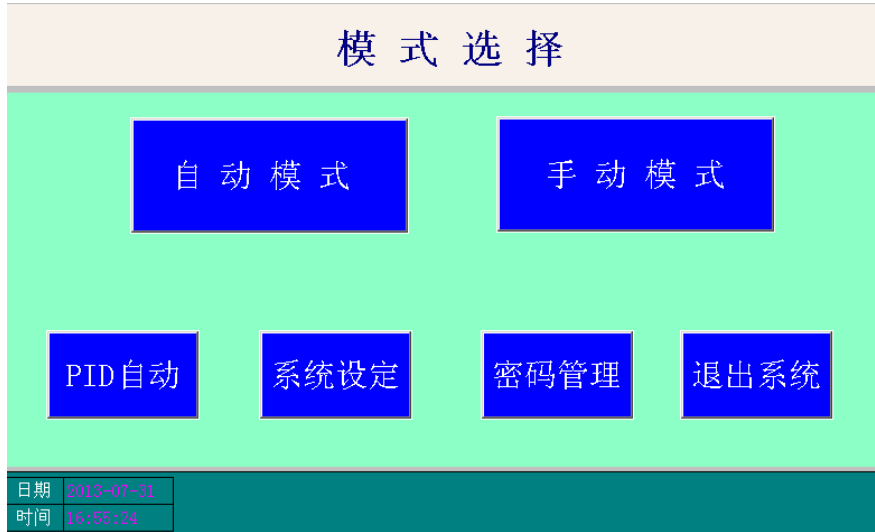 模式选择
自动模式 手动模式
PID自动 系统设定 密码管理 退出系统
日期 2013-07-31
时间 16:55:24